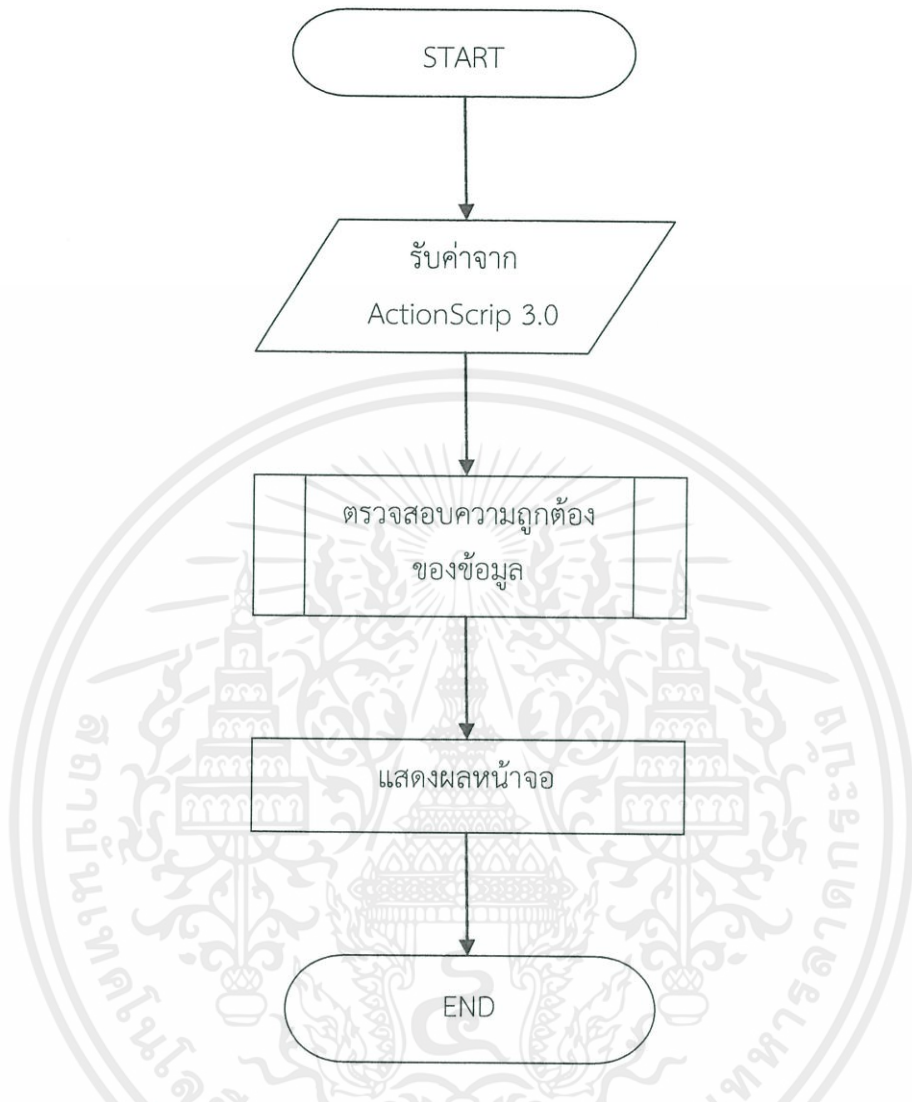 START
รับค่าจาก
ActionScrip 3.0
ตรวจสอบความถูกต้อง
ของข้อมูล
แสดงผลหน้าจอ
END